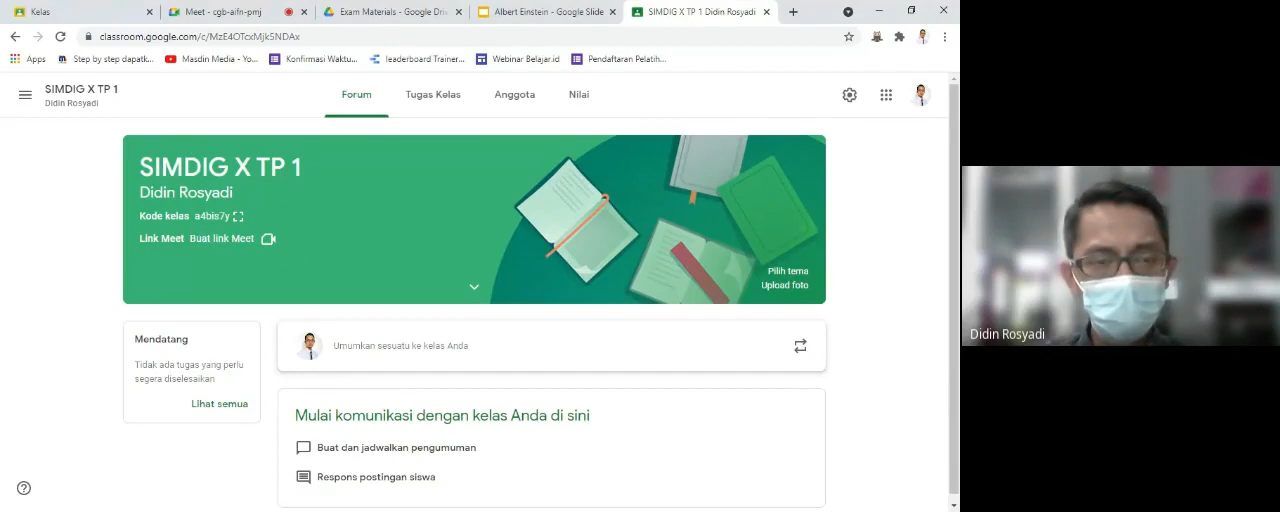 Kelas
Meet - cgb-aifn-pmj
Exam Materials - Google Driv
Albert Einstein - Google Slide
SIMDIG X TP 1 Didin Rosyadi
classroom.google.com/c/MzE4OTcxMjk5NDAx
Apps
Step by step dapatk...
Masdin Media - Yo...
Konfirmasi Waktu...
leaderboard Trainer...
Webinar Belajar.id
Pendaftaran Pelatih...
SIMDIG X TP 1
Didin Rosyadi
Forum
Tugas Kelas
Anggota
Nilai
SIMDIG X TP 1
Didin Rosyadi
Kode kelas a4bis7y
Link Meet Buat link Meet
Pilih tema
Upload foto
Mendatang
Tidak ada tugas yang perlu
segera diselesaikan
Lihat semua
Umumkan sesuatu ke kelas Anda
Mulai komunikasi dengan kelas Anda di sini
Buat dan jadwalkan pengumuman
Respons postingan siswa
Didin Rosyadi